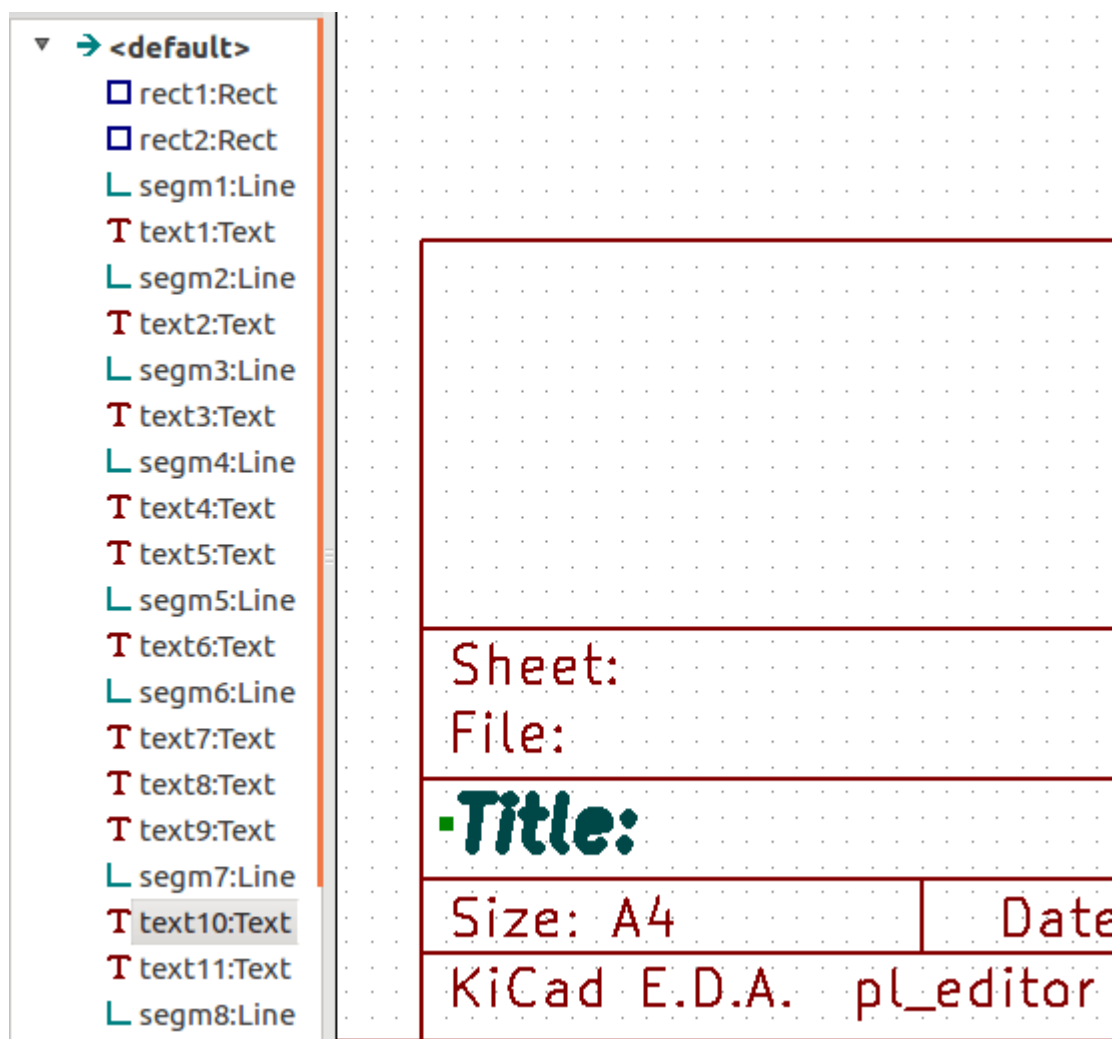 <default>
rect1:Rect
rect2:Rect
segm1:Line
text1:Text
segm2:Line
text2:Text
segm3:Line
text3:Text
segm4:Line
text4:Text
text5:Text
segm5:Line
text6:Text
segm6:Line
text7:Text
text8:Text
text9:Text
segm7:Line
text10:Text
text11:Text
segm8:Line
Sheet:
File:
Title:
Size: A4 Date
KiCad E.D.A. pl_editor